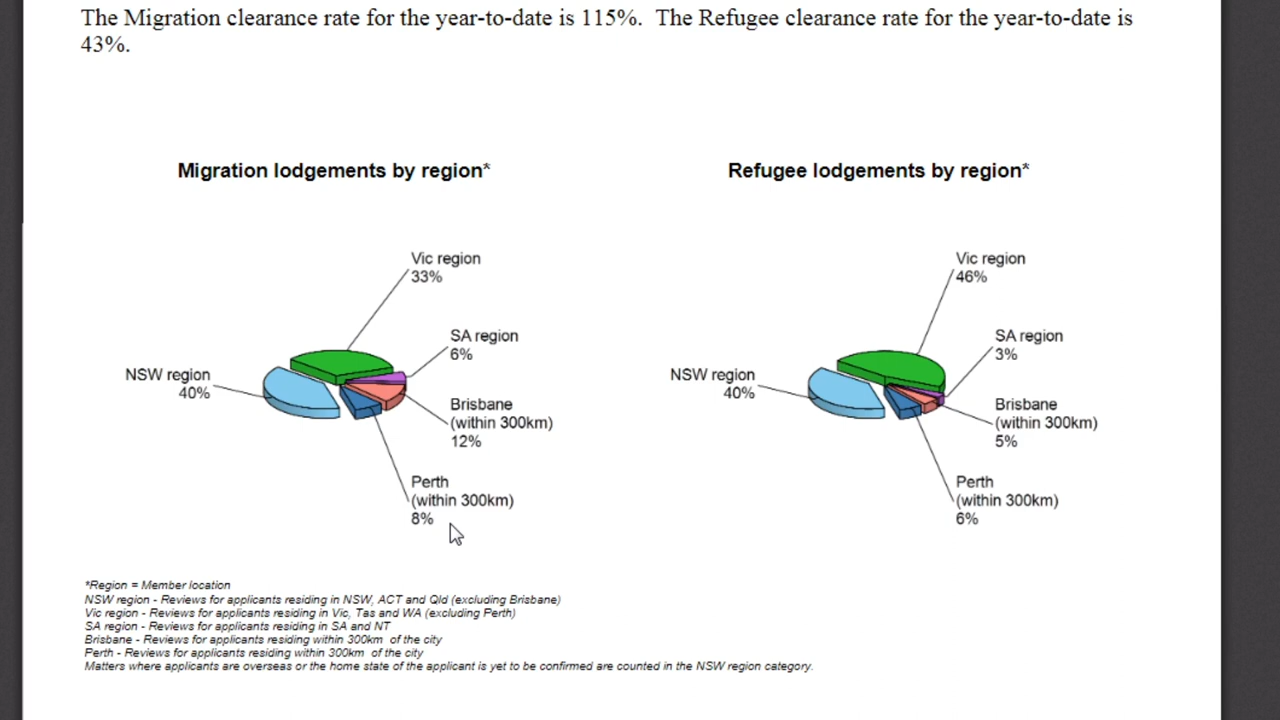 The Migration clearance rate for the year-to-date is 115%.  The Refugee clearance rate for the year-to-date is
43%.
Migration lodgements by region*
Vic region
33%
SA region
6%
NSW region
40%
Brisbane
(within 300km)
12%
Perth
(within 300km)
8%
Refugee lodgements by region*
Vic region
46%
SA region
3%
NSW region
40%
Brisbane
(within 300km)
5%
Perth
(within 300km)
6%
*Region = Member location
NSW region - Reviews for applicants residing in NSW, ACT and Qld (excluding Brisbane)
Vic region - Reviews for applicants residing in Vic, Tas and WA (excluding Perth)
SA region - Reviews for applicants residing in SA and NT
Brisbane - Reviews for applicants residing within 300km  of the city
Perth - Reviews for applicants residing within 300km  of the city
Matters where applicants are overseas or the home state of the applicant is yet to be confirmed are counted in the NSW region category.